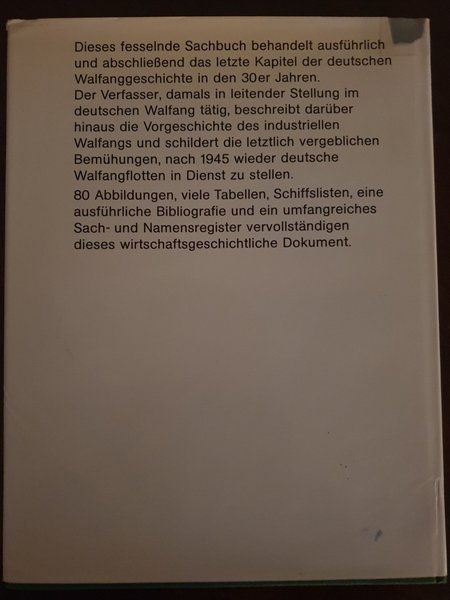 Dieses fesselnde Sachbuch behandelt ausführlich
und abschließend das letzte Kapitel der deutschen
Walfanggeschichte in den 30er Jahren.
Der Verfasser, damals in leitender Stellung im
deutschen Walfang tätig, beschreibt darüber
hinaus die Vorgeschichte des industriellen
Walfangs und schildert die letztlich vergeblichen
Bemühungen, nach 1945 wieder deutsche
Walfangflotten in Dienst zu stellen.
80 Abbildungen, viele Tabellen, Schiffslisten, eine
ausführliche Bibliografie und ein umfangreiches
Sach- und Namensregister vervollständigen
dieses wirtschaftsgeschichtliche Dokument.